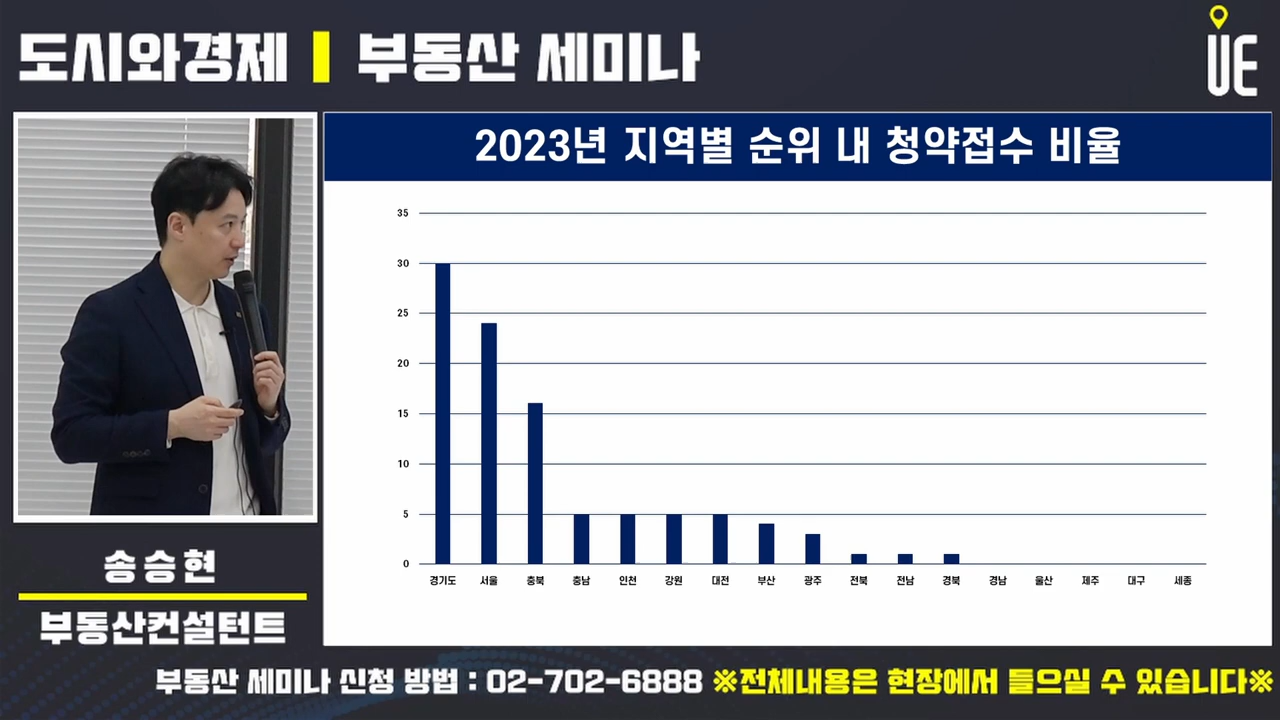 도시와경제 | 부동산 세미나
UE
2023년 지역별 순위 내 청약접수 비율
35
30
25
20
15
10
5
0
경기도 서울 충북 충남 인천 강원 대전 부산 광주 전북 전남 경북 경남 울산 제주 대구 세종
송승현
부동산컨설턴트
부동산 세미나 신청 방법 : 02-702-6888 ※전체내용은 현장에서 들으실 수 있습니다※